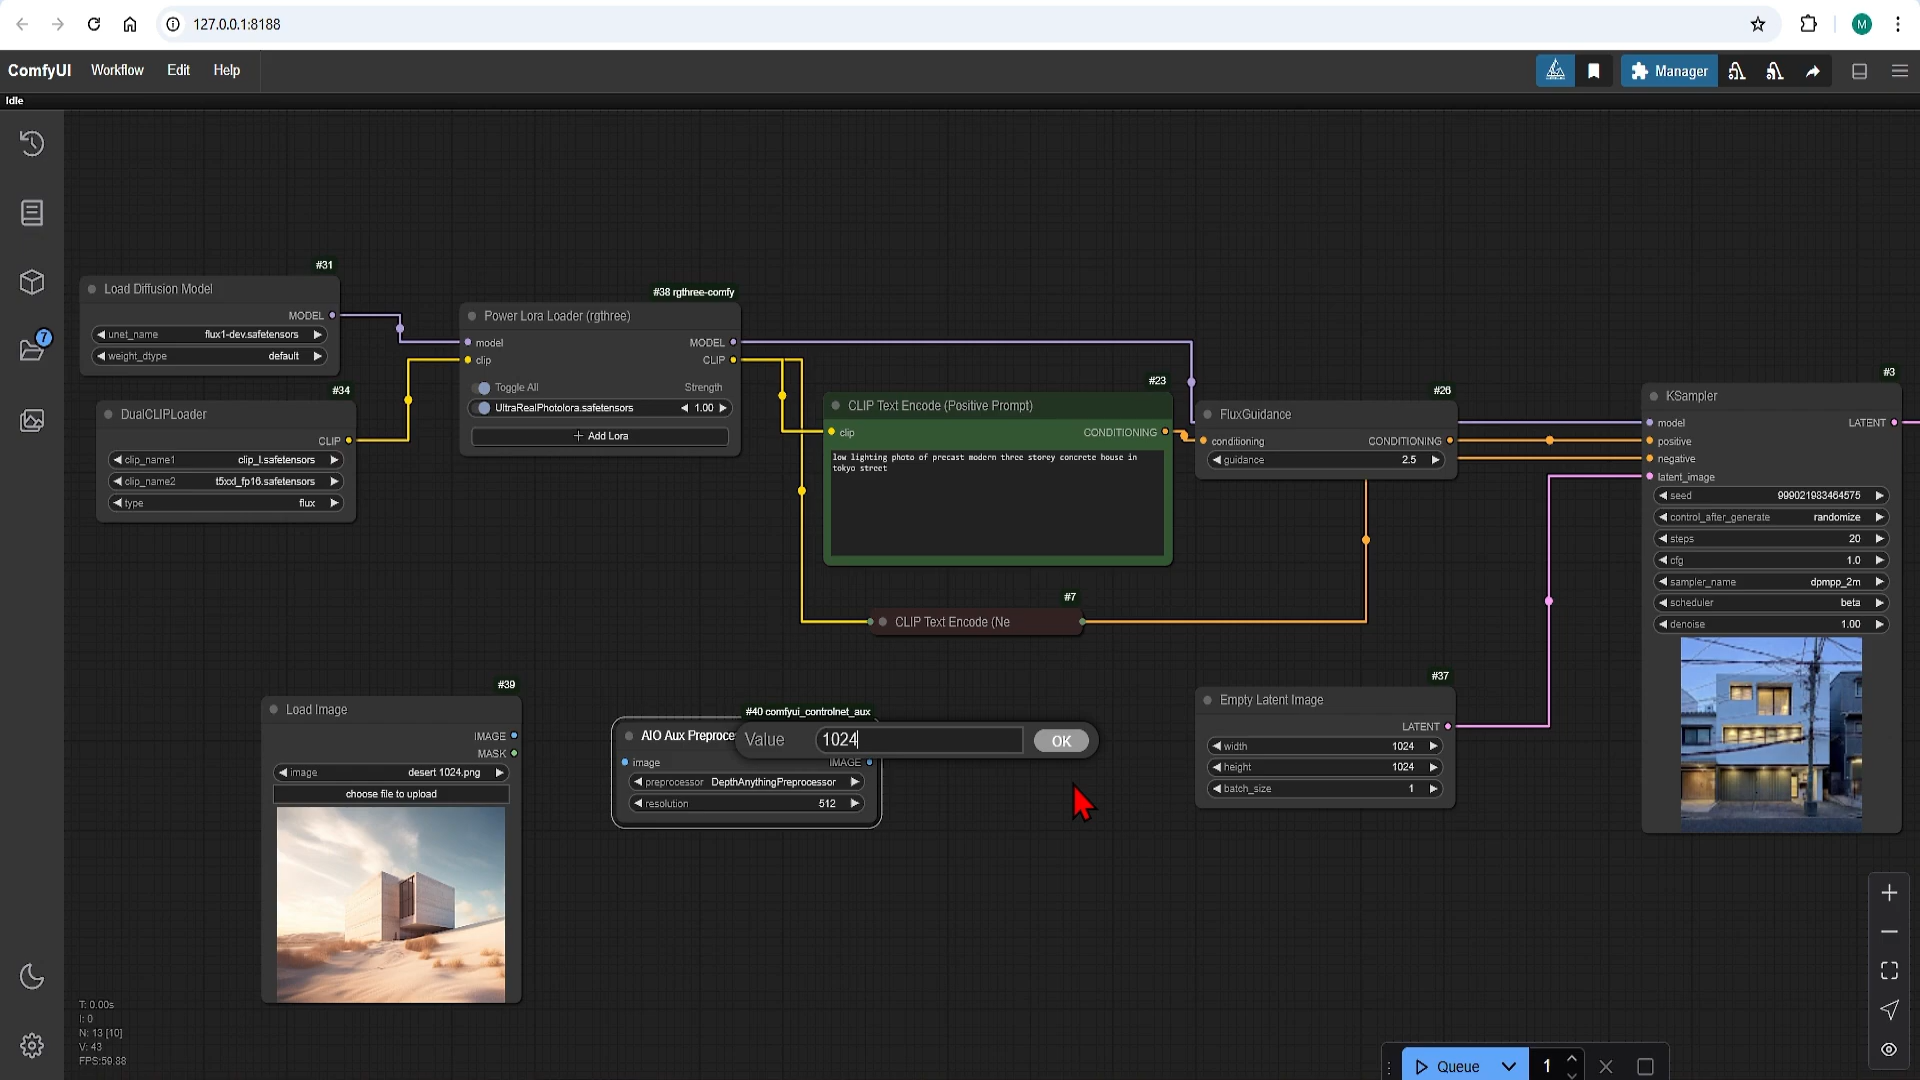 127.0.0.1:8188
M
ComfyUI Workflow Edit Help
Manager
Idle
7
#31
Load Diffusion Model
MODEL
unet_name flux1-dev.safetensors
weight_dtype default
#34
DualCLIPLoader
CLIP
clip_name1 clip_l.safetensors
clip_name2 t5xxl_fp16.safetensors
type flux
#38 rgthree-comfy
Power Lora Loader (rgthree)
model MODEL
clip CLIP
Toggle All Strength
UltraRealPhotolora.safetensors 1.00
+ Add Lora
#23
CLIP Text Encode (Positive Prompt)
clip CONDITIONING
low lighting photo of precast modern three storey concrete house in
tokyo street
#26
FluxGuidance
conditioning CONDITIONING
guidance 2.5
#3
KSampler
model LATENT
positive
negative
latent_image
seed 999021983464575
control_after_generate randomize
steps 20
cfg 1.0
sampler_name dpmpp_2m
scheduler beta
denoise 1.00
#7
CLIP Text Encode (Ne
#39
Load Image
IMAGE
MASK
image desert 1024.png
choose file to upload
#40 comfyui_controlnet_aux
AIO Aux Preproce
Value 1024 OK
image IMAGE
preprocessor DepthAnythingPreprocessor
resolution 512
#37
Empty Latent Image
LATENT
width 1024
height 1024
batch_size 1
T: 0.00s
I: 0
N: 13 [10]
V: 43
FPS:59.88
Queue 1